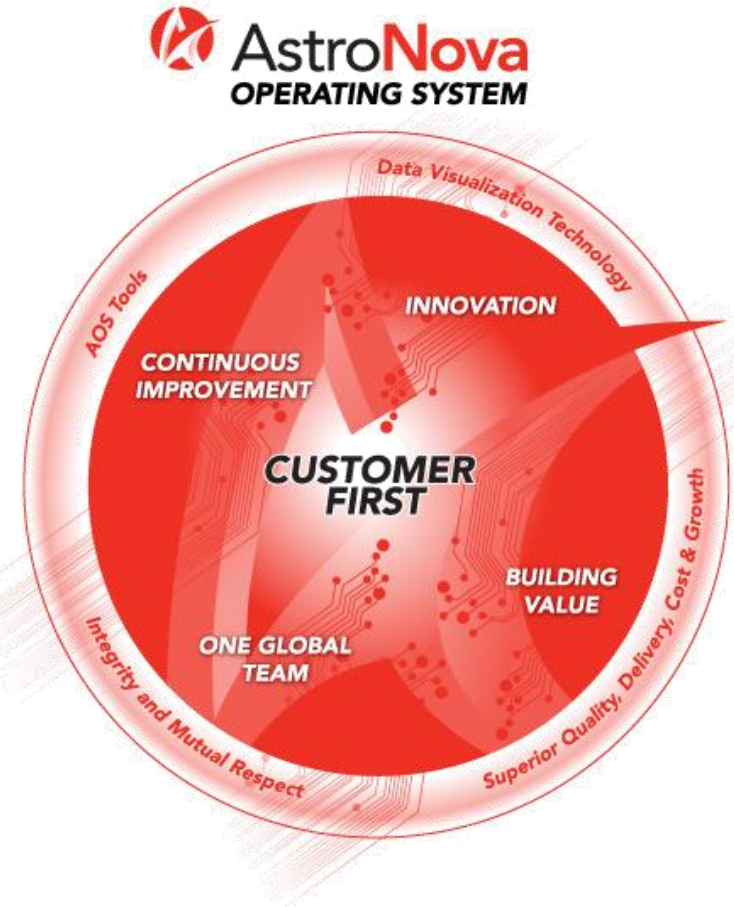 AstroNova
OPERATING SYSTEM
Data Visualization Technology
AOS Tools
INNOVATION
CONTINUOUS
IMPROVEMENT
CUSTOMER
FIRST
BUILDING
VALUE
ONE GLOBAL
TEAM
Superior Quality, Delivery, Cost & Growth
Integrity and Mutual Respect